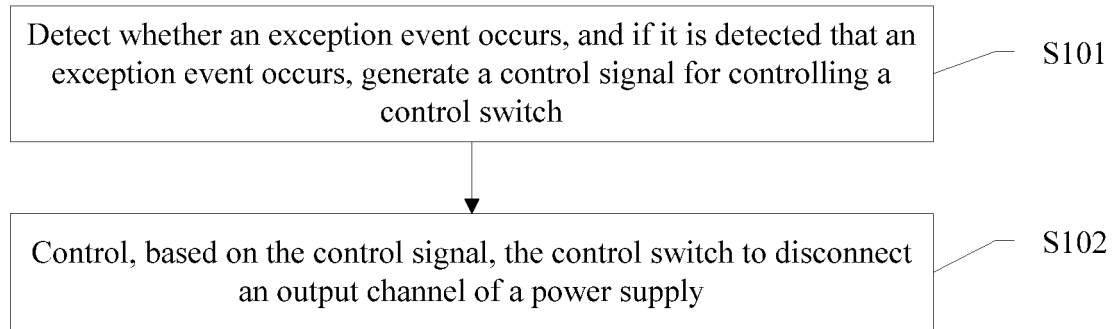 Detect whether an exception event occurs, and if it is detected that an
exception event occurs, generate a control signal for controlling a
control switch
S101
Control, based on the control signal, the control switch to disconnect
an output channel of a power supply
S102